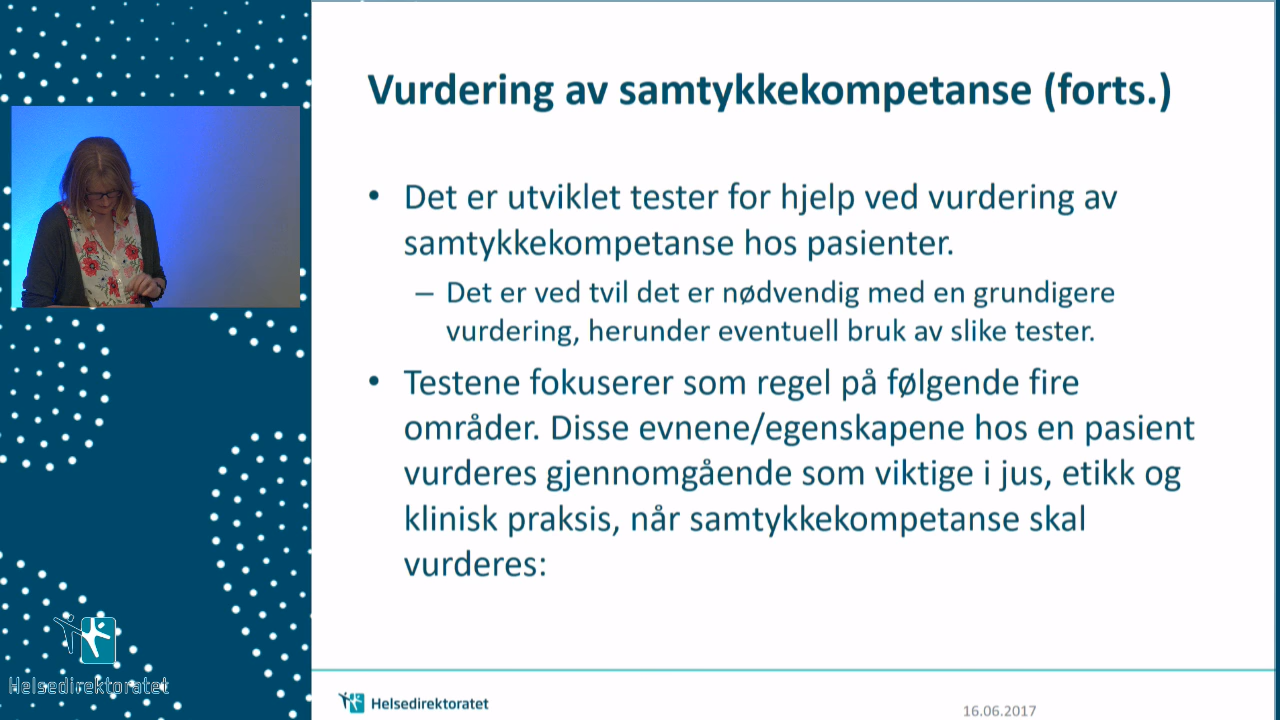 Vurdering av samtykkekompetanse (forts.)
• Det er utviklet tester for hjelp ved vurdering av
samtykkekompetanse hos pasienter.
– Det er ved tvil det er nødvendig med en grundigere
vurdering, herunder eventuell bruk av slike tester.
• Testene fokuserer som regel på følgende fire
områder. Disse evnene/egenskapene hos en pasient
vurderes gjennomgående som viktige i jus, etikk og
klinisk praksis, når samtykkekompetanse skal
vurderes:
Helsedirektoratet
Helsedirektoratet
16.06.2017